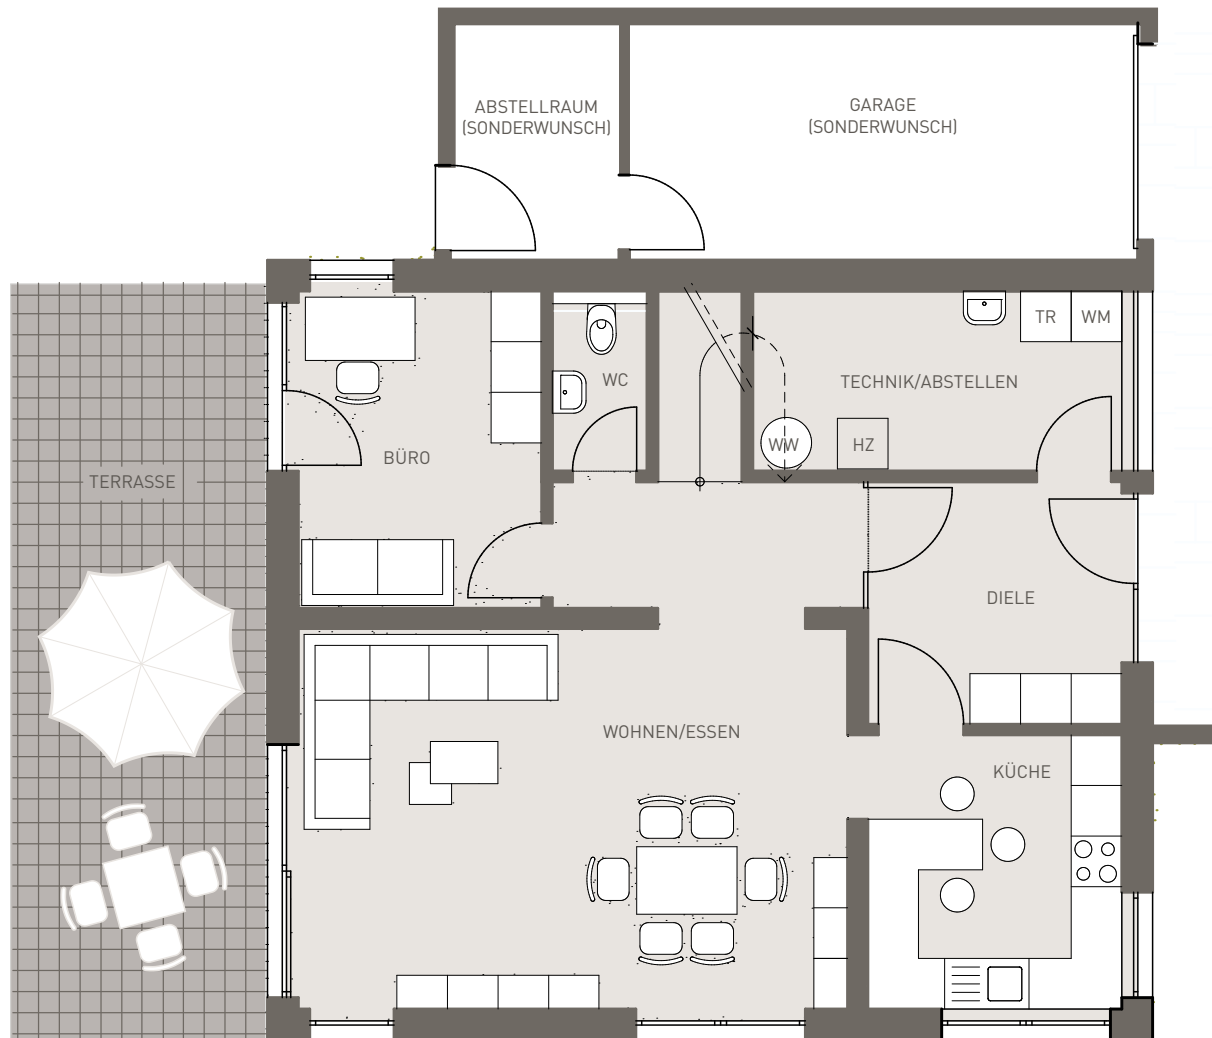 ABSTELLRAUM
(SONDERWUNSCH)
GARAGE
(SONDERWUNSCH)
TR
WM
WC
TECHNIK/ABSTELLEN
WW
HZ
BÜRO
TERRASSE
DIELE
WOHNEN/ESSEN
KÜCHE